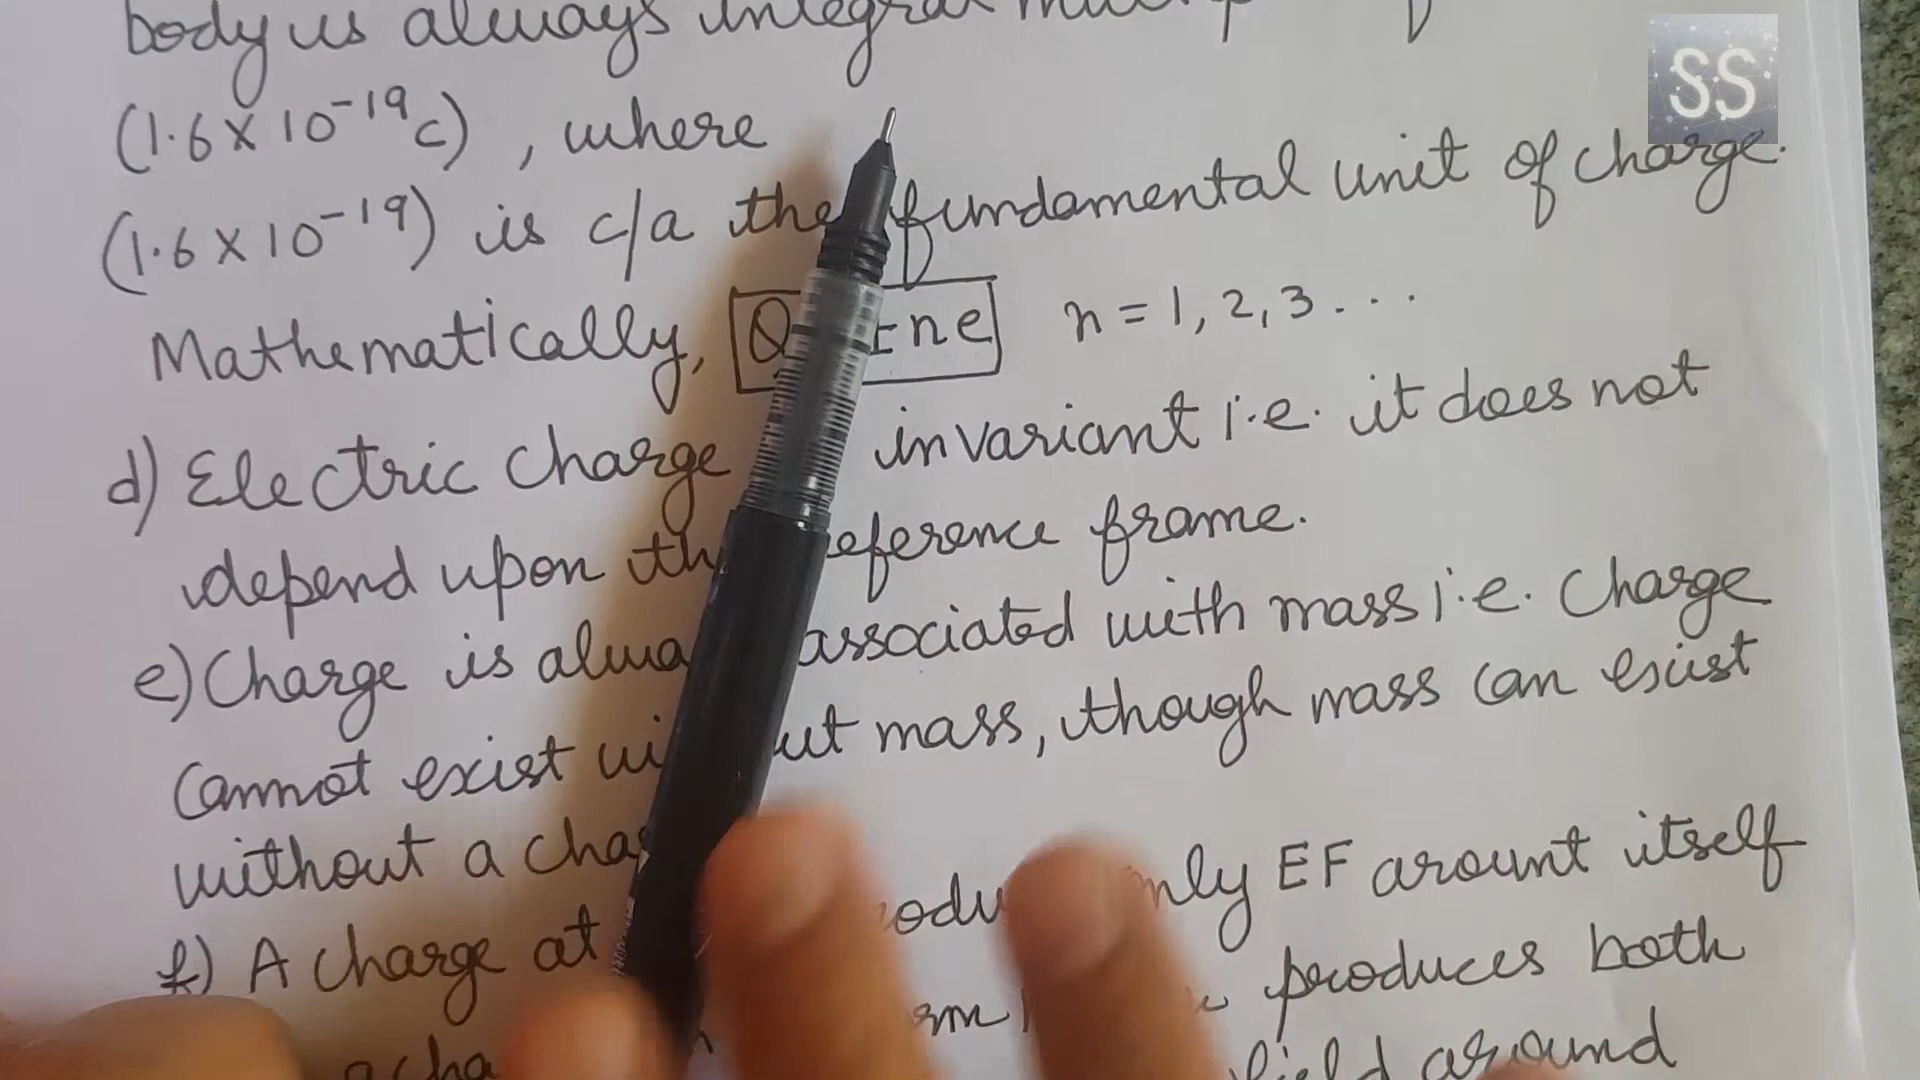 body is always integral
(1.6 × 10⁻¹⁹ c) , where
(1.6 × 10⁻¹⁹) is c/a the fundamental unit of charge.
Mathematically, Q ne n = 1, 2, 3 . . .
d) Electric charge invariant i.e. it does not
depend upon frame.
e) Charge is associated with mass i.e. Charge
cannot exist mass, though mass can exist
without a
f) A charge at EF arount itself
produces both
around
SS